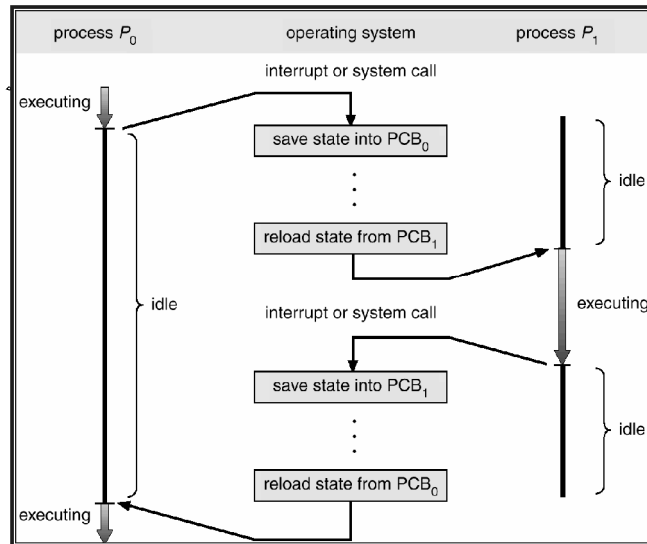 process P₀
operating system
process P₁
interrupt or system call
executing
save state into PCB₀
idle
reload state from PCB₁
idle
interrupt or system call
executing
save state into PCB₁
idle
reload state from PCB₀
executing